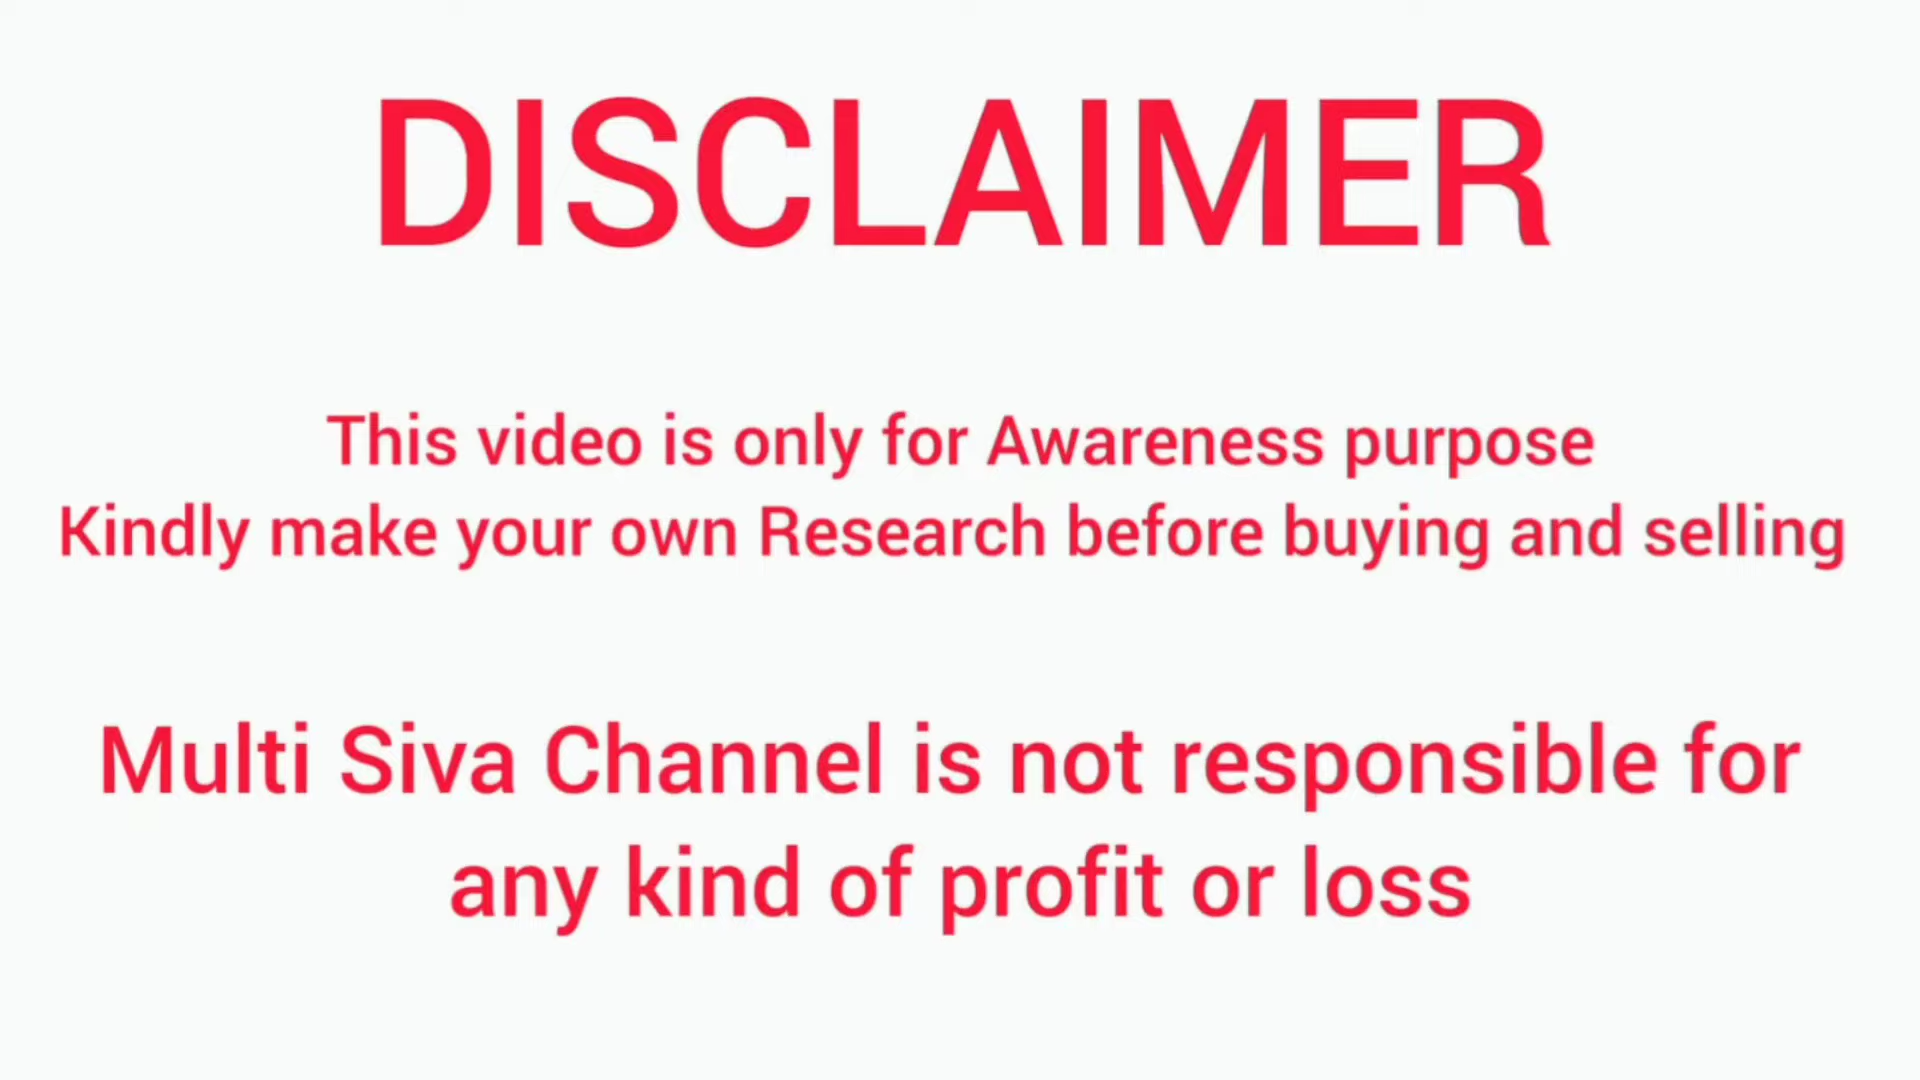 DISCLAIMER
This video is only for Awareness purpose
Kindly make your own Research before buying and selling
Multi Siva Channel is not responsible for
any kind of profit or loss